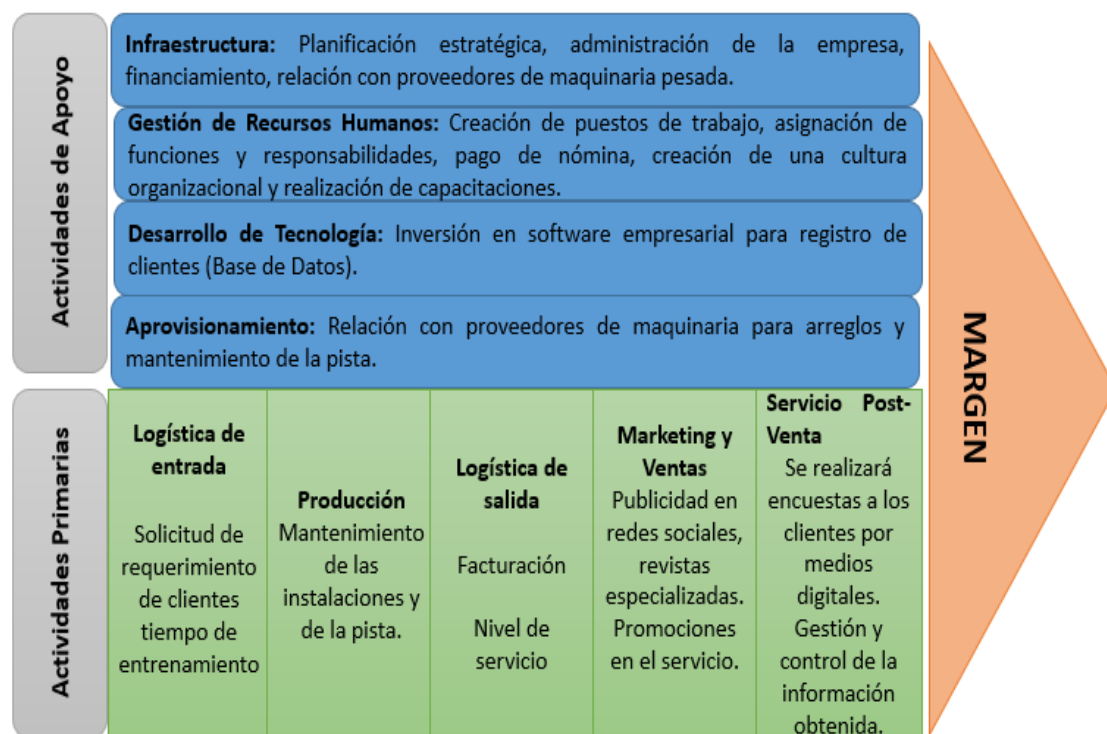 Actividades de Apoyo
Infraestructura: Planificación estratégica, administración de la empresa,
financiamiento, relación con proveedores de maquinaria pesada.
Gestión de Recursos Humanos: Creación de puestos de trabajo, asignación de
funciones y responsabilidades, pago de nómina, creación de una cultura
organizacional y realización de capacitaciones.
Desarrollo de Tecnología: Inversión en software empresarial para registro de
clientes (Base de Datos).
Aprovisionamiento: Relación con proveedores de maquinaria para arreglos y
mantenimiento de la pista.
Actividades Primarias
Logística de
entrada
Solicitud de
requerimiento
de clientes
tiempo de
entrenamiento
Producción
Mantenimiento
de las
instalaciones y
de la pista.
Logística de
salida
Facturación
Nivel de
servicio
Marketing y
Ventas
Publicidad en
redes sociales,
revistas
especializadas.
Promociones
en el servicio.
Servicio Post-
Venta
Se realizará
encuestas a los
clientes por
medios
digitales.
Gestión y
control de la
información
obtenida.
MARGEN